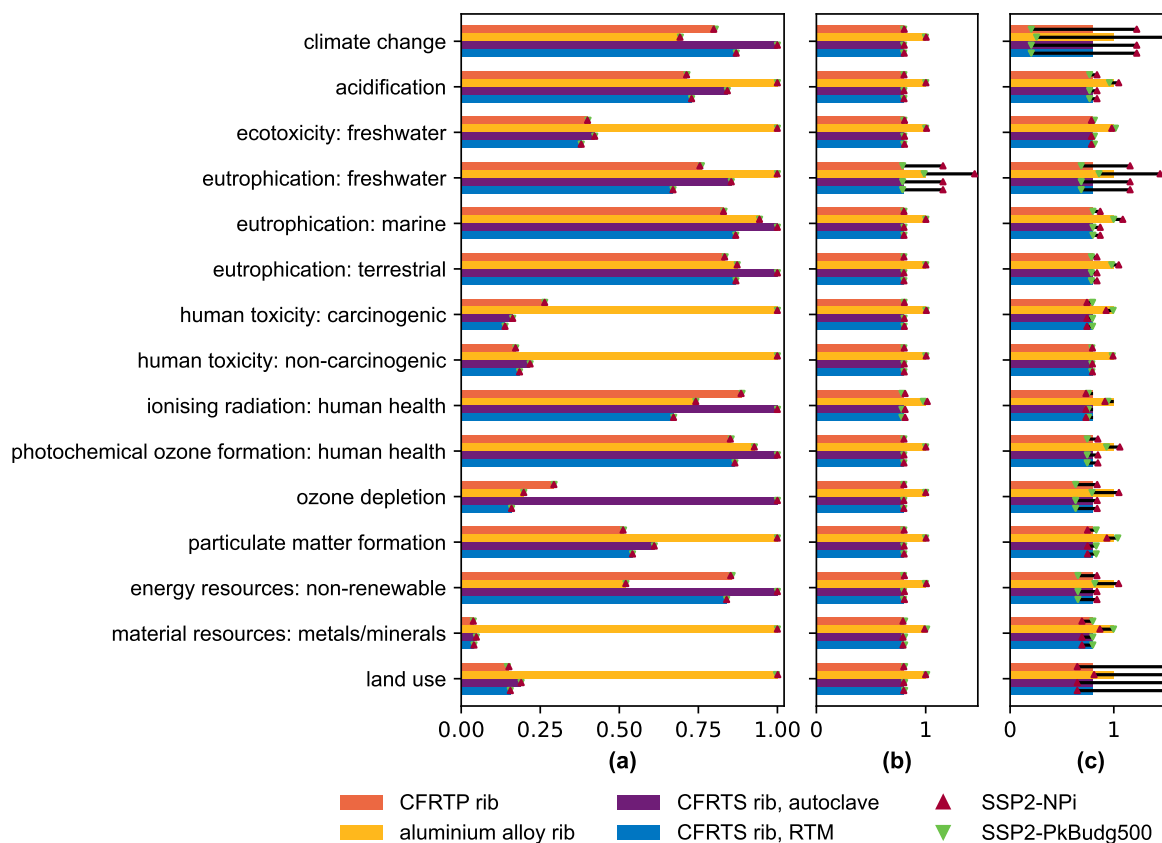 climate change
acidification
ecotoxicity: freshwater
eutrophication: freshwater
eutrophication: marine
eutrophication: terrestrial
human toxicity: carcinogenic
human toxicity: non-carcinogenic
ionising radiation: human health
photochemical ozone formation: human health
ozone depletion
particulate matter formation
energy resources: non-renewable
material resources: metals/minerals
land use
0.00 0.25 0.50 0.75 1.00 0 1 0 1
(a) (b) (c)
CFRTP rib CFRTS rib, autoclave SSP2-NPi
aluminium alloy rib CFRTS rib, RTM SSP2-PkBudg500